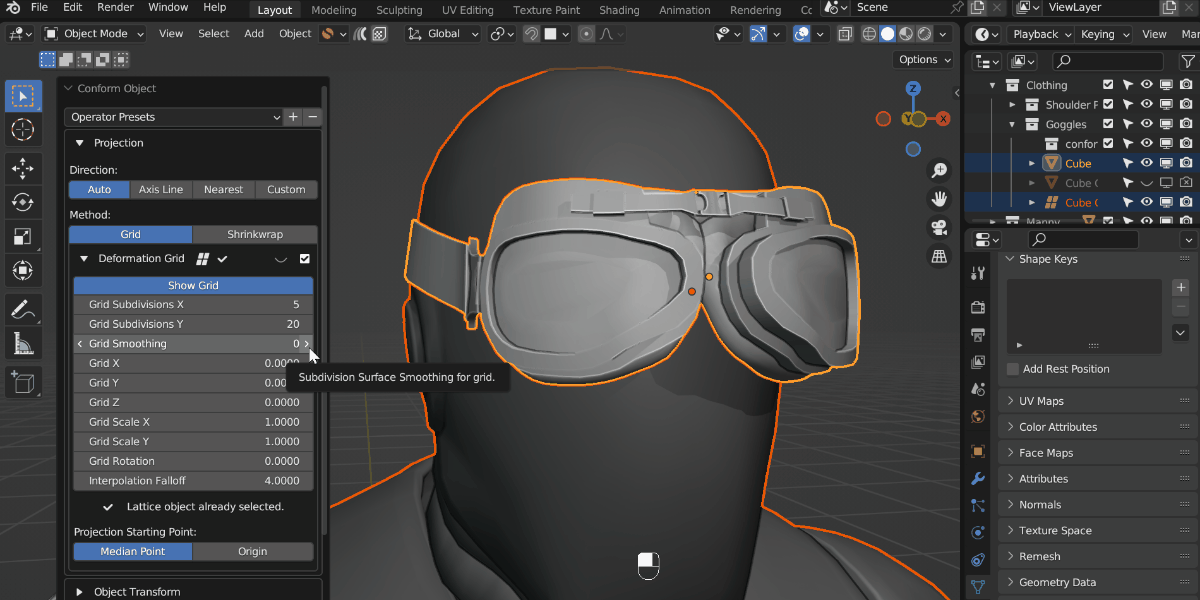 File Edit Render Window Help Layout Modeling Sculpting UV Editing Texture Paint Shading Animation Rendering Scene ViewLayer
Object Mode View Select Add Object Global Playback Keying View
Options
Conform Object
Operator Presets
Projection
Direction:
Auto Axis Line Nearest Custom
Method:
Grid Shrinkwrap
Deformation Grid
Show Grid
Grid Subdivisions X 5
Grid Subdivisions Y 20
Grid Smoothing 0
Grid X 0.0000
Grid Y 0.00
Grid Z 0.0000
Grid Scale X 1.0000
Grid Scale Y 1.0000
Grid Rotation 0.0000
Interpolation Falloff 4.0000
Lattice object already selected.
Projection Starting Point:
Median Point Origin
Object Transform
Subdivision Surface Smoothing for grid.
Z
Y X
Clothing
Shoulder
Goggles
confor
Cube
Cube
Cube
Shape Keys
Add Rest Position
UV Maps
Color Attributes
Face Maps
Attributes
Normals
Texture Space
Remesh
Geometry Data